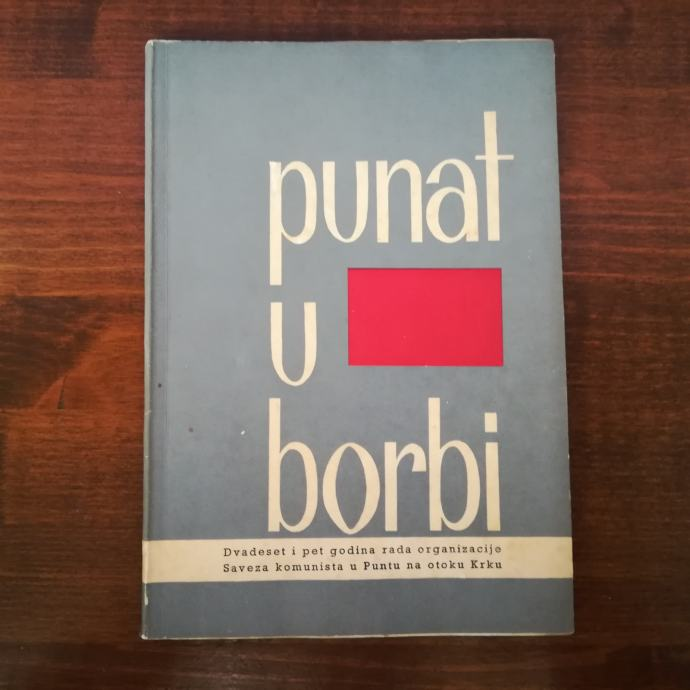 punat
u
borbi
Dvadeset i pet godina rada organizacije
Saveza komunista u Puntu na otoku Krku